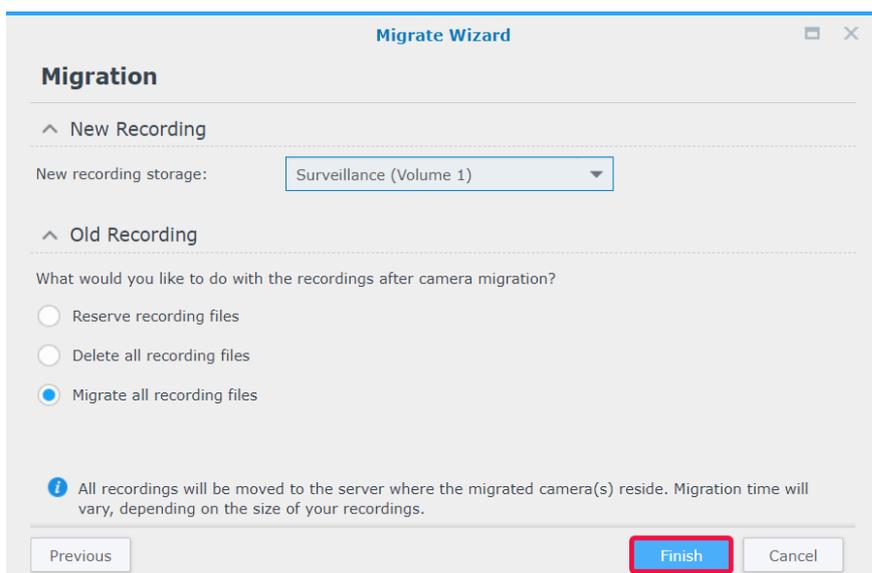 Migrate Wizard
Migration
New Recording
New recording storage:
Surveillance (Volume 1)
Old Recording
What would you like to do with the recordings after camera migration?
Reserve recording files
Delete all recording files
Migrate all recording files
All recordings will be moved to the server where the migrated camera(s) reside. Migration time will
vary, depending on the size of your recordings.
Previous
Finish
Cancel